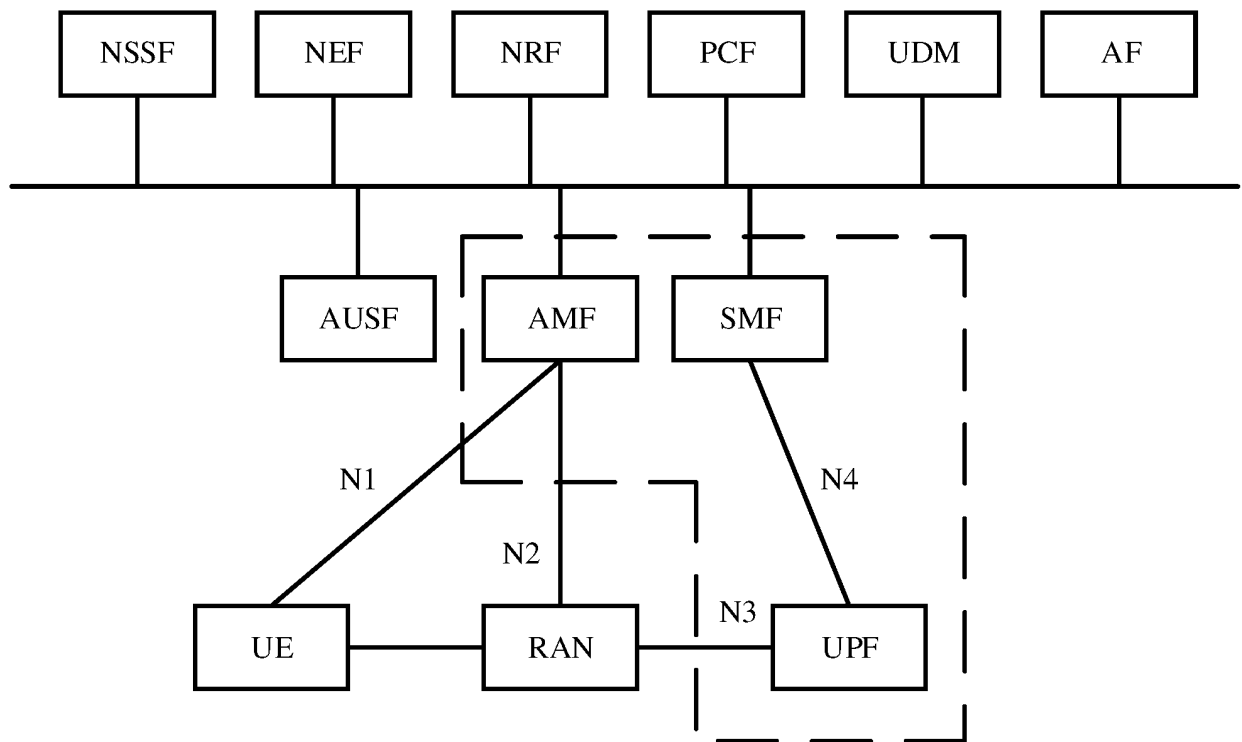 NSSF NEF NRF PCF UDM AF
AUSF AMF SMF
N1 N4
N2
N3
UE RAN UPF